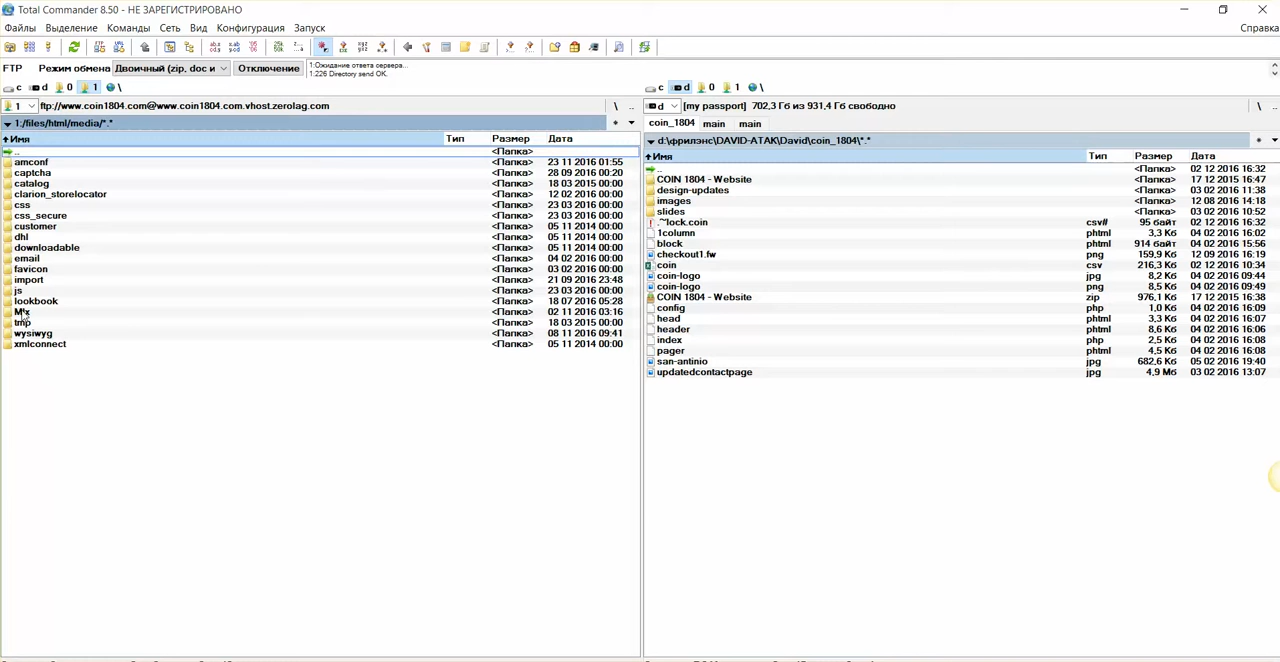 Total Commander 8.50 - НЕ ЗАРЕГИСТРИРОВАНО
Файлы Выделение Команды Сеть Вид Конфигурация Запуск Справка
FTP Режим обмена Двоичный (zip, doc и Отключение
1:Ожидание ответа сервера...
1:226 Directory send OK.
c d 0 1 \
c d 0 1 \
1 ftp://www.coin1804.com@www.coin1804.com.vhost.zerolag.com \ ..
d [my passport] 702,3 Гб из 931,4 Гб свободно \ ..
1:/files/html/media/*.* *
coin_1804 main main
d:\фрилэнс\DAVID-ATAK\David\coin_1804\*.* *
Имя Тип Размер Дата
.. <Папка>
amconf <Папка> 23 11 2016 01:55
captcha <Папка> 28 09 2016 00:20
catalog <Папка> 18 03 2015 00:00
clarion_storelocator <Папка> 12 02 2016 00:00
css <Папка> 23 03 2016 00:00
css_secure <Папка> 23 03 2016 00:00
customer <Папка> 05 11 2014 00:00
dhl <Папка> 05 11 2014 00:00
downloadable <Папка> 05 11 2014 00:00
email <Папка> 04 02 2016 00:00
favicon <Папка> 03 02 2016 00:00
import <Папка> 21 09 2016 23:48
js <Папка> 23 03 2016 00:00
lookbook <Папка> 18 07 2016 05:28
<Папка> 02 11 2016 03:16
tmp <Папка> 18 03 2015 00:00
wysiwyg <Папка> 08 11 2016 09:41
xmlconnect <Папка> 05 11 2014 00:00
Имя Тип Размер Дата
.. <Папка> 02 12 2016 16:32
COIN 1804 - Website <Папка> 17 12 2015 16:47
design-updates <Папка> 03 02 2016 11:38
images <Папка> 12 08 2016 14:18
slides <Папка> 03 02 2016 10:52
.~lock.coin csv# 95 байт 02 12 2016 16:32
1column phtml 3,3 Кб 04 02 2016 16:02
block phtml 914 байт 04 02 2016 15:56
checkout1.fw png 159,9 Кб 12 09 2016 16:19
coin csv 216,3 Кб 02 12 2016 10:34
coin-logo jpg 8,2 Кб 04 02 2016 09:44
coin-logo png 8,5 Кб 04 02 2016 09:49
COIN 1804 - Website zip 976,1 Кб 17 12 2015 16:38
config php 1,0 Кб 04 02 2016 16:09
head phtml 3,3 Кб 04 02 2016 16:07
header phtml 8,6 Кб 04 02 2016 16:06
index php 2,5 Кб 04 02 2016 16:08
pager phtml 4,5 Кб 04 02 2016 16:08
san-antinio jpg 682,6 Кб 05 02 2016 19:40
updatedcontactpage jpg 4,9 Мб 03 02 2016 13:07